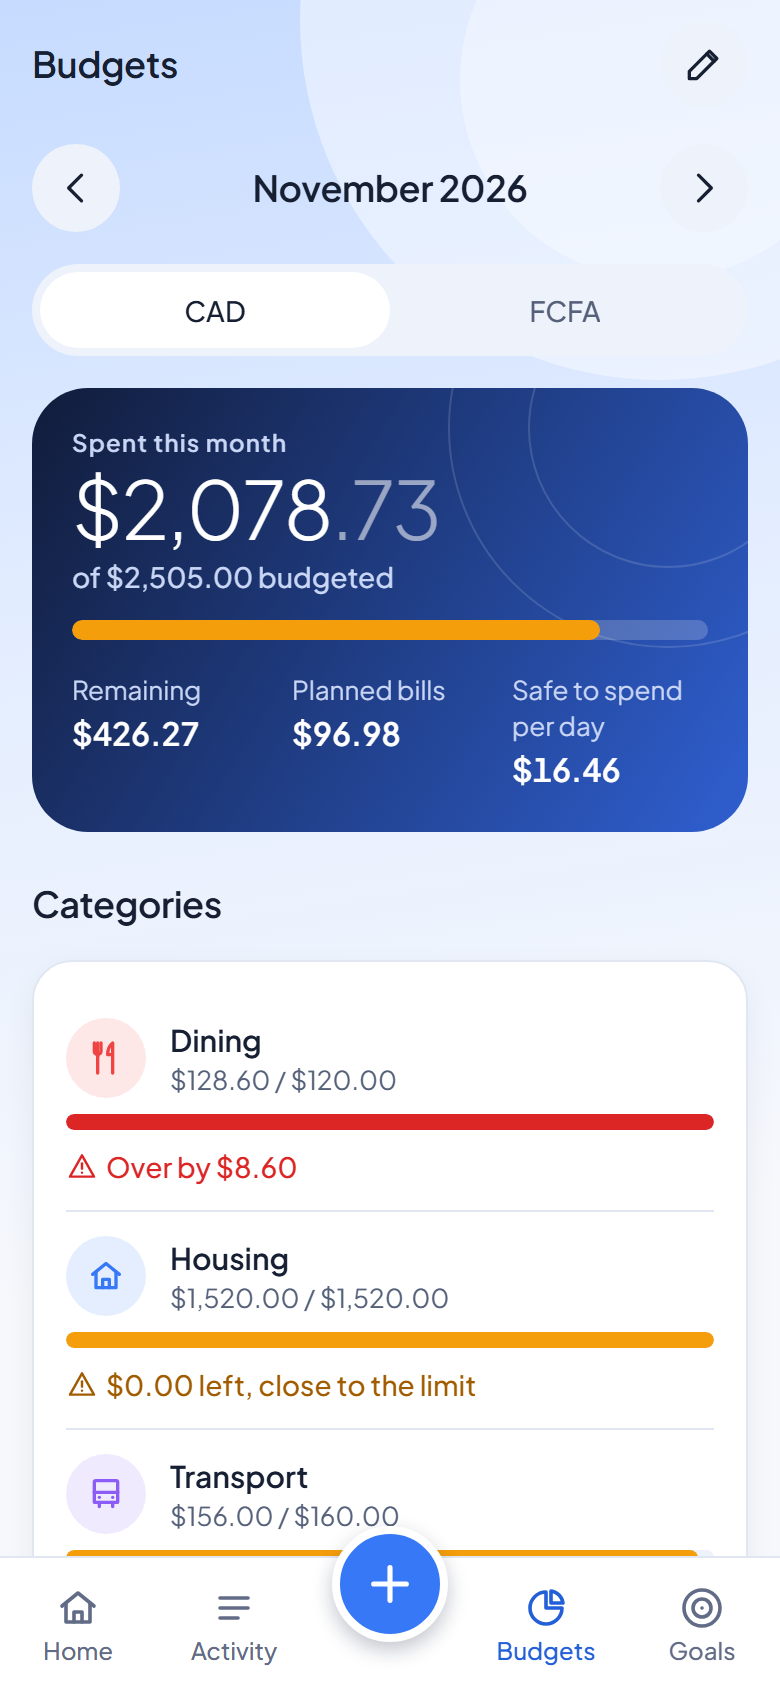 Budgets
November 2026
CAD
FCFA
Spent this month
$2,078.73
of $2,505.00 budgeted
Remaining
$426.27
Planned bills
$96.98
Safe to spend
per day
$16.46
Categories
Dining
$128.60 / $120.00
Over by $8.60
Housing
$1,520.00 / $1,520.00
$0.00 left, close to the limit
Transport
$156.00 / $160.00
Home
Activity
Budgets
Goals